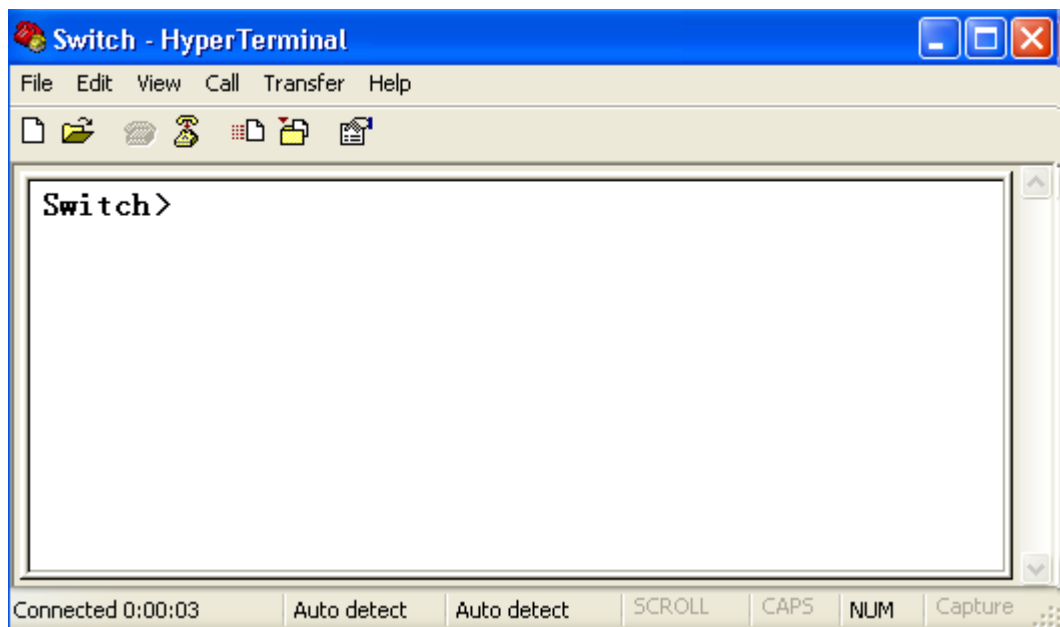 Switch - HyperTerminal
File Edit View Call Transfer Help
Switch>
Connected 0:00:03 Auto detect Auto detect SCROLL CAPS NUM Capture